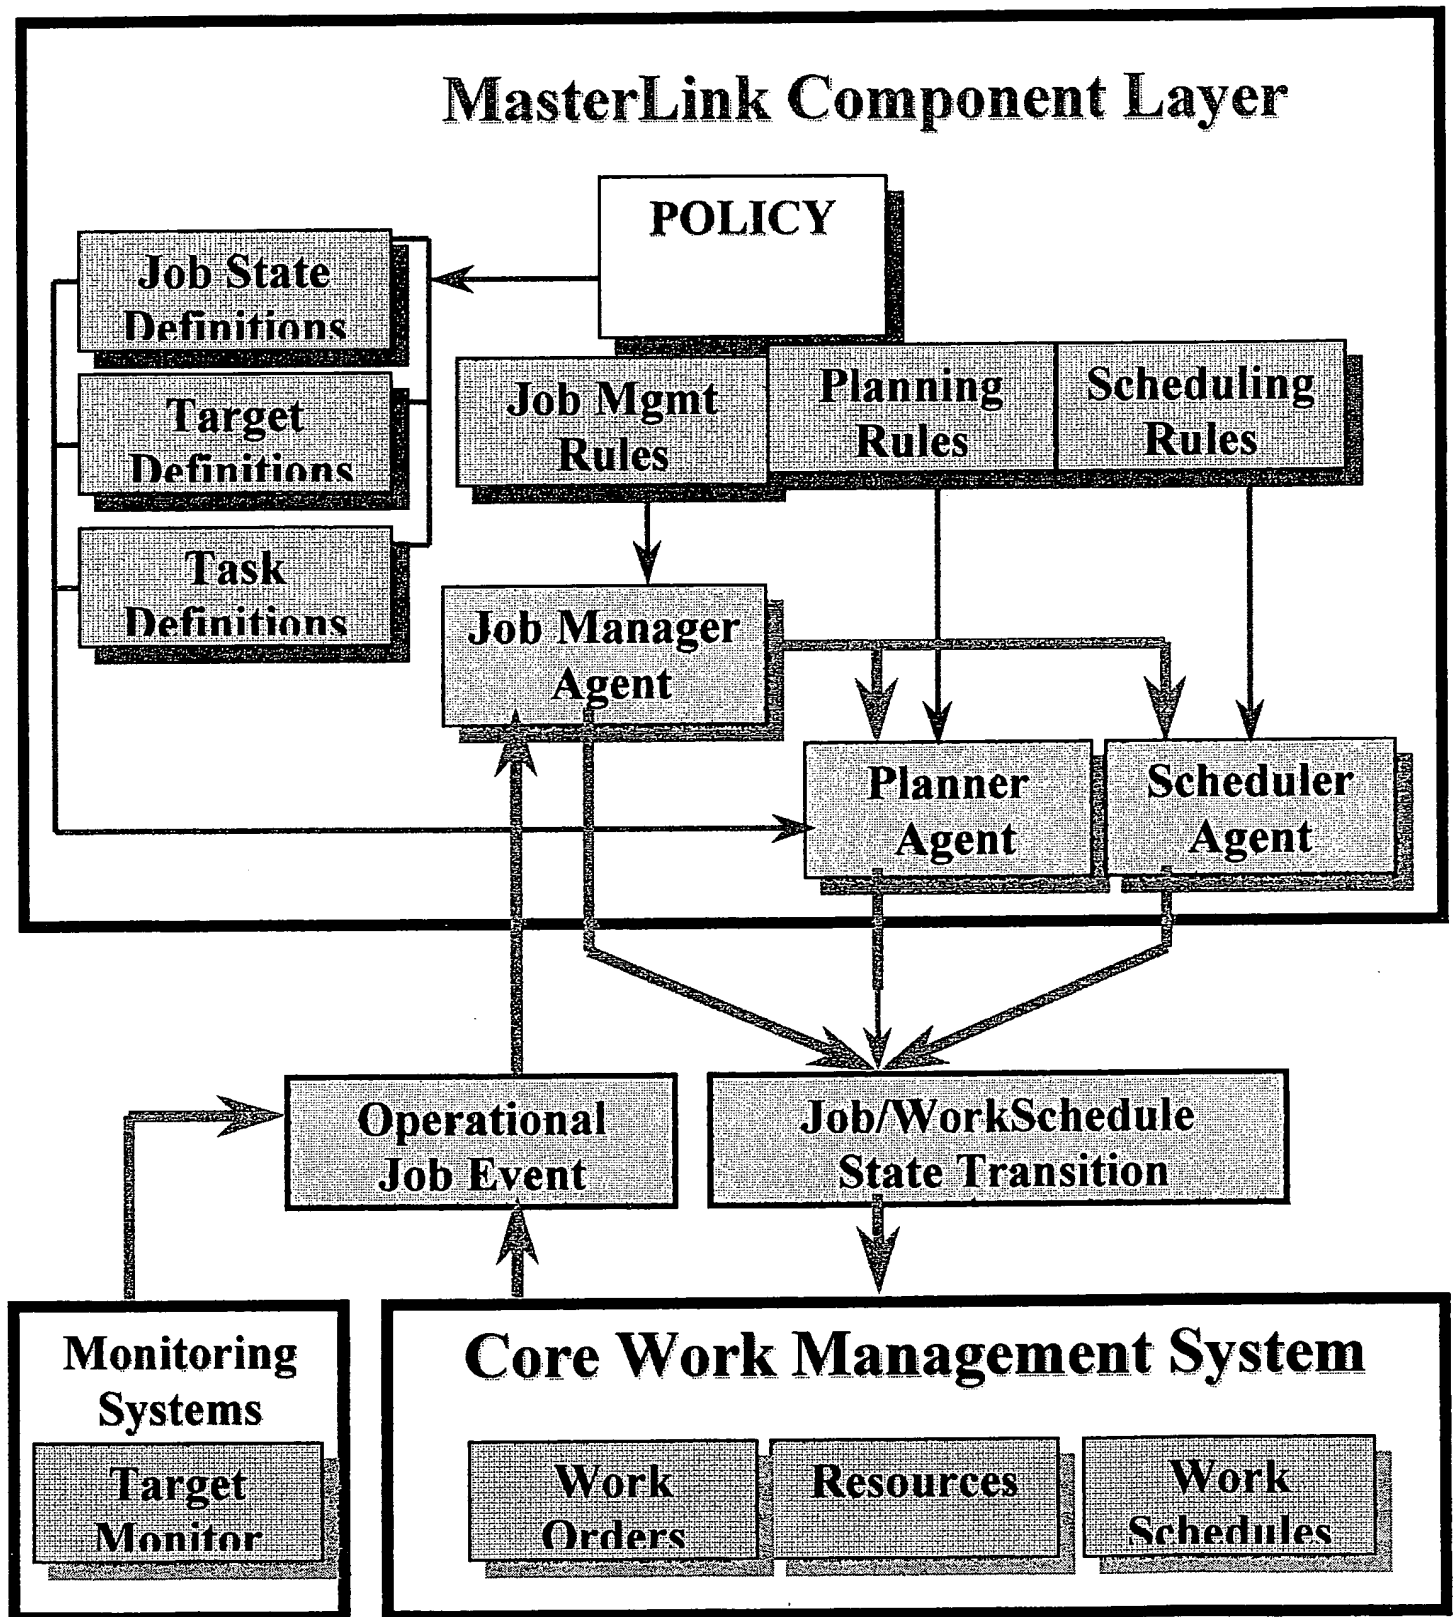 MasterLink Component Layer
POLICY
Job State
Definitions
Target
Definitions
Task
Definitions
Job Mgmt
Rules
Planning
Rules
Scheduling
Rules
Job Manager
Agent
Planner
Agent
Scheduler
Agent
Operational
Job Event
Job/WorkSchedule
State Transition
Monitoring
Systems
Target
Monitor
Core Work Management System
Work
Orders
Resources
Work
Schedules